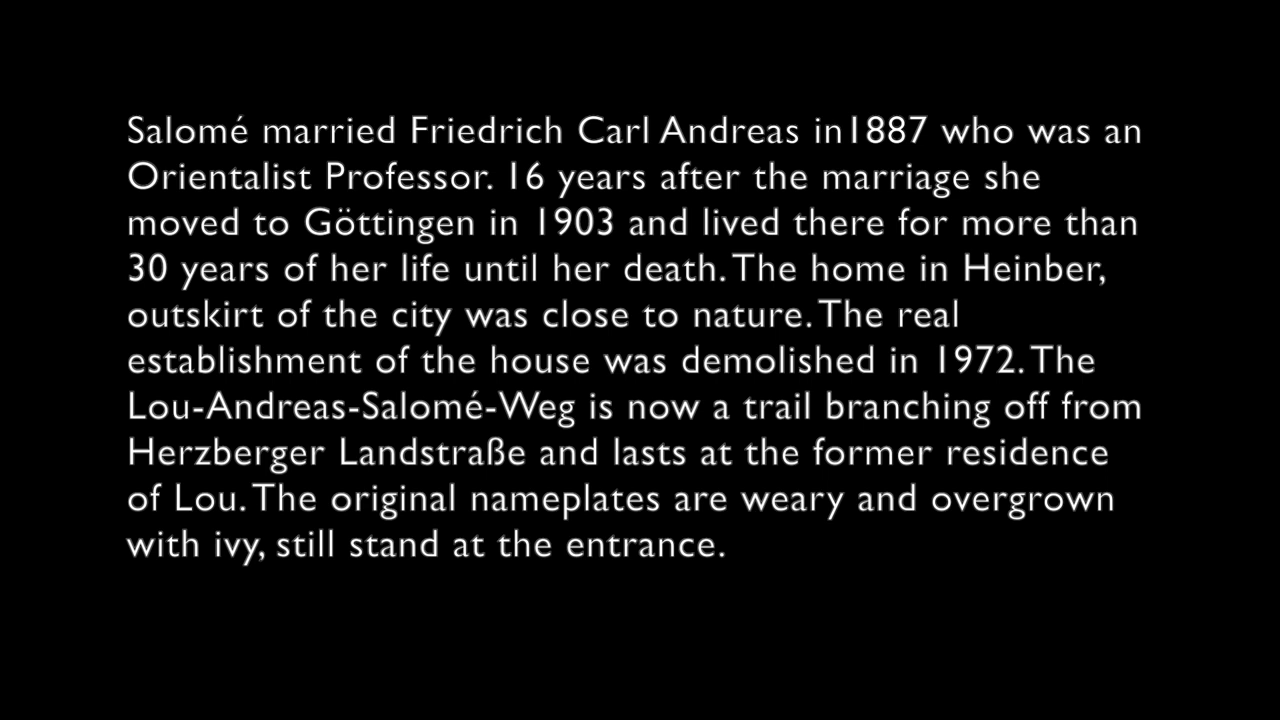 Salomé married Friedrich Carl Andreas in1887 who was an
Orientalist Professor. 16 years after the marriage she
moved to Göttingen in 1903 and lived there for more than
30 years of her life until her death. The home in Heinber,
outskirt of the city was close to nature. The real
establishment of the house was demolished in 1972. The
Lou-Andreas-Salomé-Weg is now a trail branching off from
Herzberger Landstraße and lasts at the former residence
of Lou. The original nameplates are weary and overgrown
with ivy, still stand at the entrance.